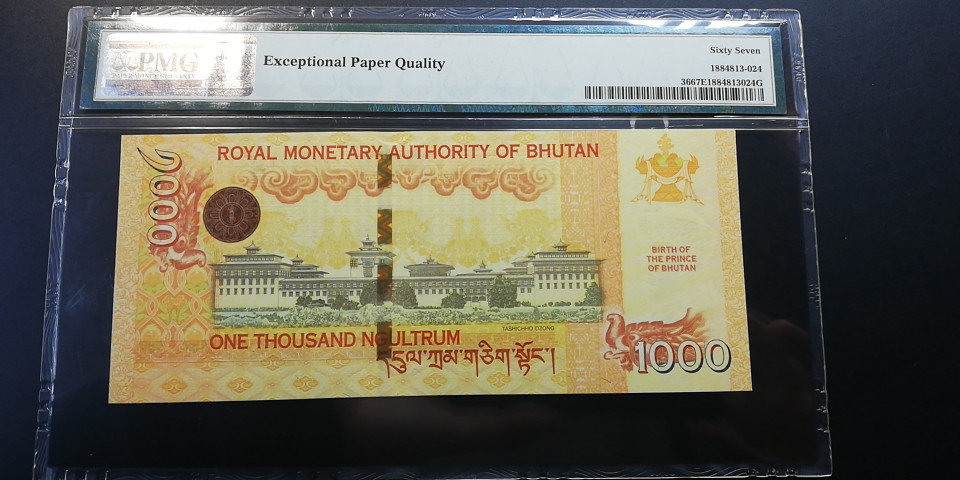 PMG
Exceptional Paper Quality
Sixty Seven
1884813-024
3667E1884813024G
ROYAL MONETARY AUTHORITY OF BHUTAN
1000
BIRTH OF
THE PRINCE
OF BHUTAN
TASHICHHO DZONG
ONE THOUSAND NGULTRUM
དངུལ་ཀྲམ་གཅིག་སྟོང་།
1000